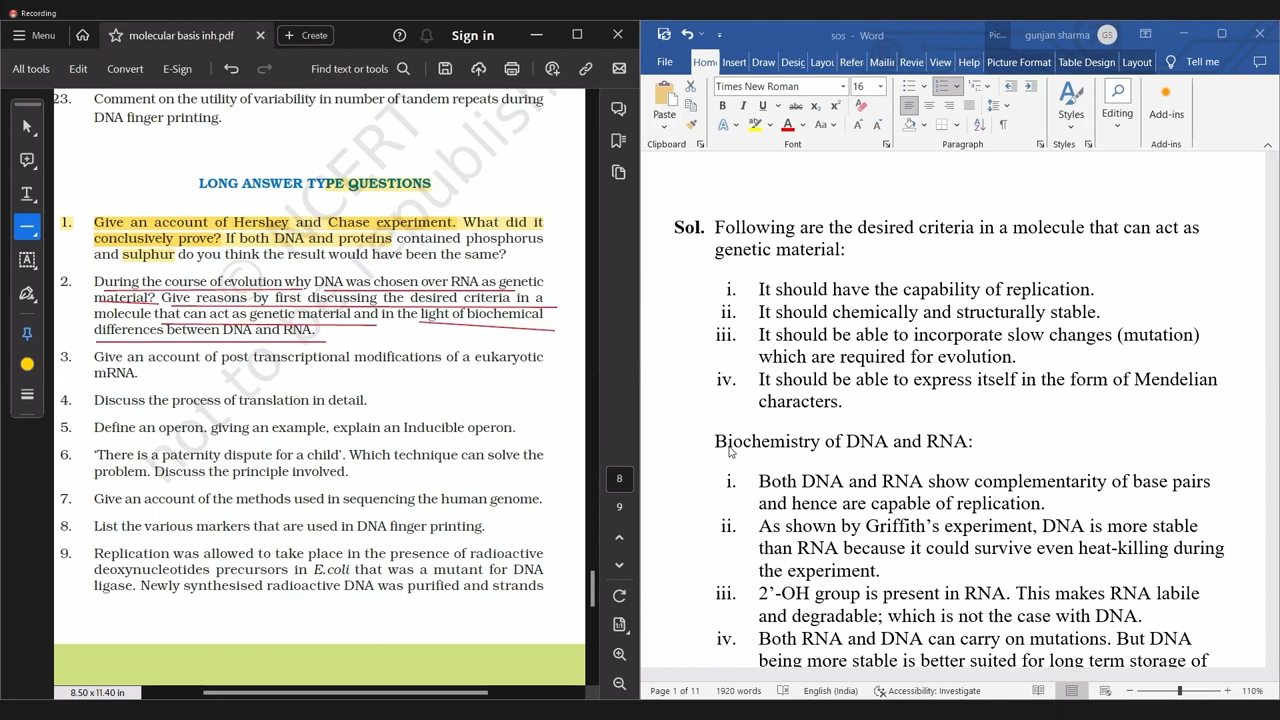 Recording
Menu
molecular basis inh.pdf
Create
Sign in
All tools Edit Convert E-Sign
Find text or tools
23. Comment on the utility of variability in number of tandem repeats during
DNA finger printing.
LONG ANSWER TYPE QUESTIONS
1. Give an account of Hershey and Chase experiment. What did it
conclusively prove? If both DNA and proteins contained phosphorus
and sulphur do you think the result would have been the same?
2. During the course of evolution why DNA was chosen over RNA as genetic
material? Give reasons by first discussing the desired criteria in a
molecule that can act as genetic material and in the light of biochemical
differences between DNA and RNA.
3. Give an account of post transcriptional modifications of a eukaryotic
mRNA.
4. Discuss the process of translation in detail.
5. Define an operon. giving an example, explain an Inducible operon.
6. ‘There is a paternity dispute for a child’. Which technique can solve the
problem. Discuss the principle involved.
7. Give an account of the methods used in sequencing the human genome.
8. List the various markers that are used in DNA finger printing.
9. Replication was allowed to take place in the presence of radioactive
deoxynucleotides precursors in E.coli that was a mutant for DNA
ligase. Newly synthesised radioactive DNA was purified and strands
© NCERT
not to be republish
8
9
8.50 x 11.40 in
sos - Word
Pic...
gunjan sharma GS
File Home Insert Draw Desig Layou Refer Mailin Review View Help Picture Format Table Design Layout Tell me
Paste
Times New Roman 16
B I U abc x₂ x²
A A Aa A A
Styles
Editing
Add-ins
Clipboard Font Paragraph Styles Add-ins
Sol. Following are the desired criteria in a molecule that can act as
genetic material:
i. It should have the capability of replication.
ii. It should chemically and structurally stable.
iii. It should be able to incorporate slow changes (mutation)
which are required for evolution.
iv. It should be able to express itself in the form of Mendelian
characters.
Biochemistry of DNA and RNA:
i. Both DNA and RNA show complementarity of base pairs
and hence are capable of replication.
ii. As shown by Griffith’s experiment, DNA is more stable
than RNA because it could survive even heat-killing during
the experiment.
iii. 2’-OH group is present in RNA. This makes RNA labile
and degradable; which is not the case with DNA.
iv. Both RNA and DNA can carry on mutations. But DNA
being more stable is better suited for long term storage of
Page 1 of 11 1920 words English (India) Accessibility: Investigate 110%